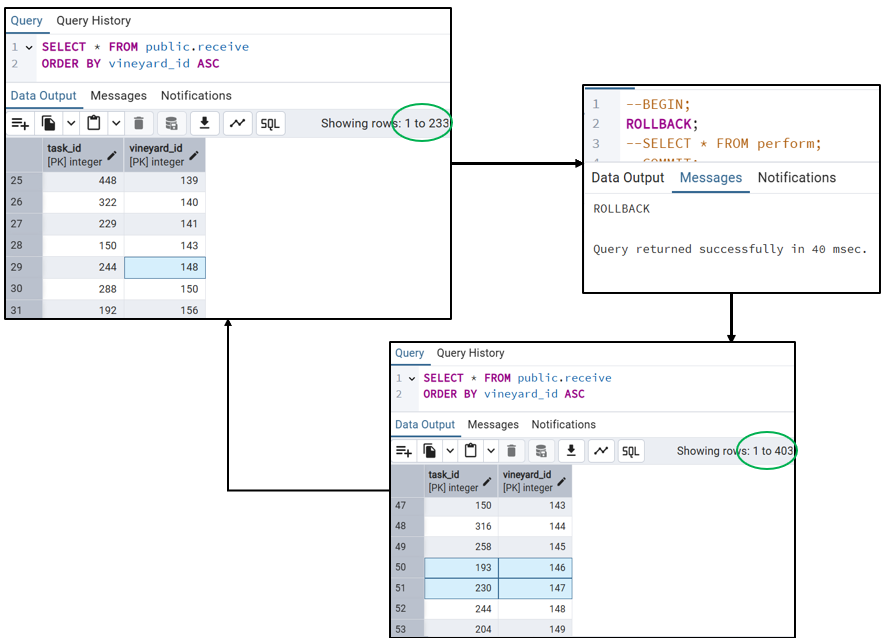 Query Query History
1 SELECT * FROM public.receive
2 ORDER BY vineyard_id ASC
Data Output Messages Notifications
SQL Showing rows: 1 to 233
task_id vineyard_id
[PK] integer [PK] integer
25 448 139
26 322 140
27 229 141
28 150 143
29 244 148
30 288 150
31 192 156
1 --BEGIN;
2 ROLLBACK;
3 --SELECT * FROM perform;
Data Output Messages Notifications
ROLLBACK
Query returned successfully in 40 msec.
Query Query History
1 SELECT * FROM public.receive
2 ORDER BY vineyard_id ASC
Data Output Messages Notifications
SQL Showing rows: 1 to 403
task_id vineyard_id
[PK] integer [PK] integer
47 150 143
48 316 144
49 258 145
50 193 146
51 230 147
52 244 148
53 204 149